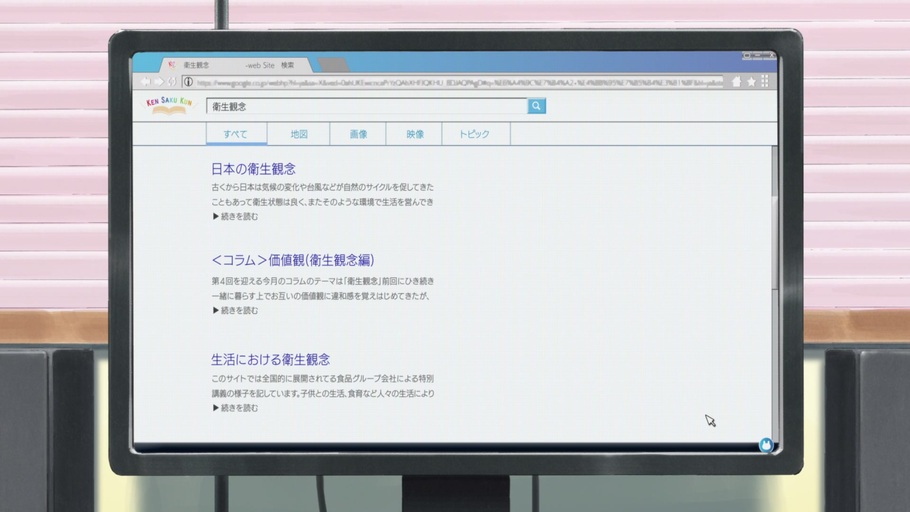 衛生観念 -web Site 検索
KEN SAKU KUN
衛生観念
すべて 地図 画像 映像 トピック
日本の衛生観念
古くから日本は気候の変化や台風などが自然のサイクルを促してきた
こともあって衛生状態は良く、またそのような環境で生活を営んでき
▶続きを読む
＜コラム＞価値観(衛生観念編)
第4回を迎える今月のコラムのテーマは「衛生観念」前回にひき続き
一緒に暮らす上でお互いの価値観に違和感を覚えはじめてきたが、
▶続きを読む
生活における衛生観念
このサイトでは全国的に展開されてる食品グループ会社による特別
講義の様子を記しています。子供との生活、食育など人々の生活により
▶続きを読む